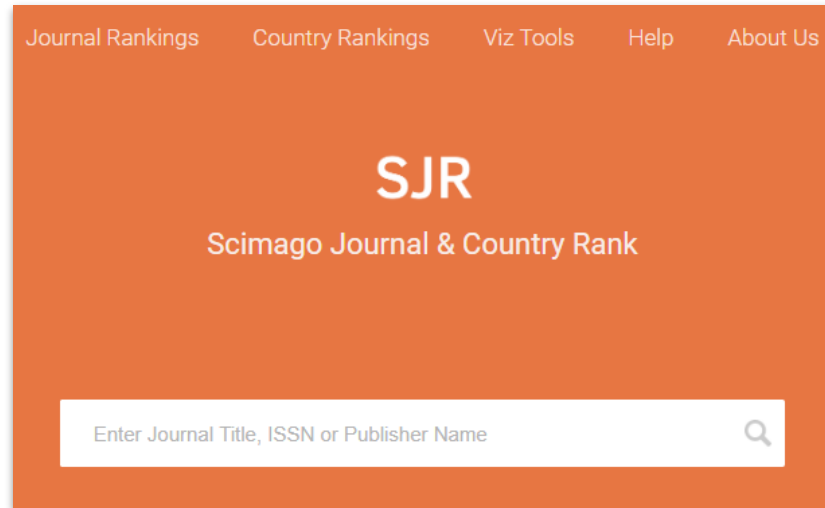 Journal Rankings Country Rankings Viz Tools Help About Us
SJR
Scimago Journal & Country Rank
Enter Journal Title, ISSN or Publisher Name